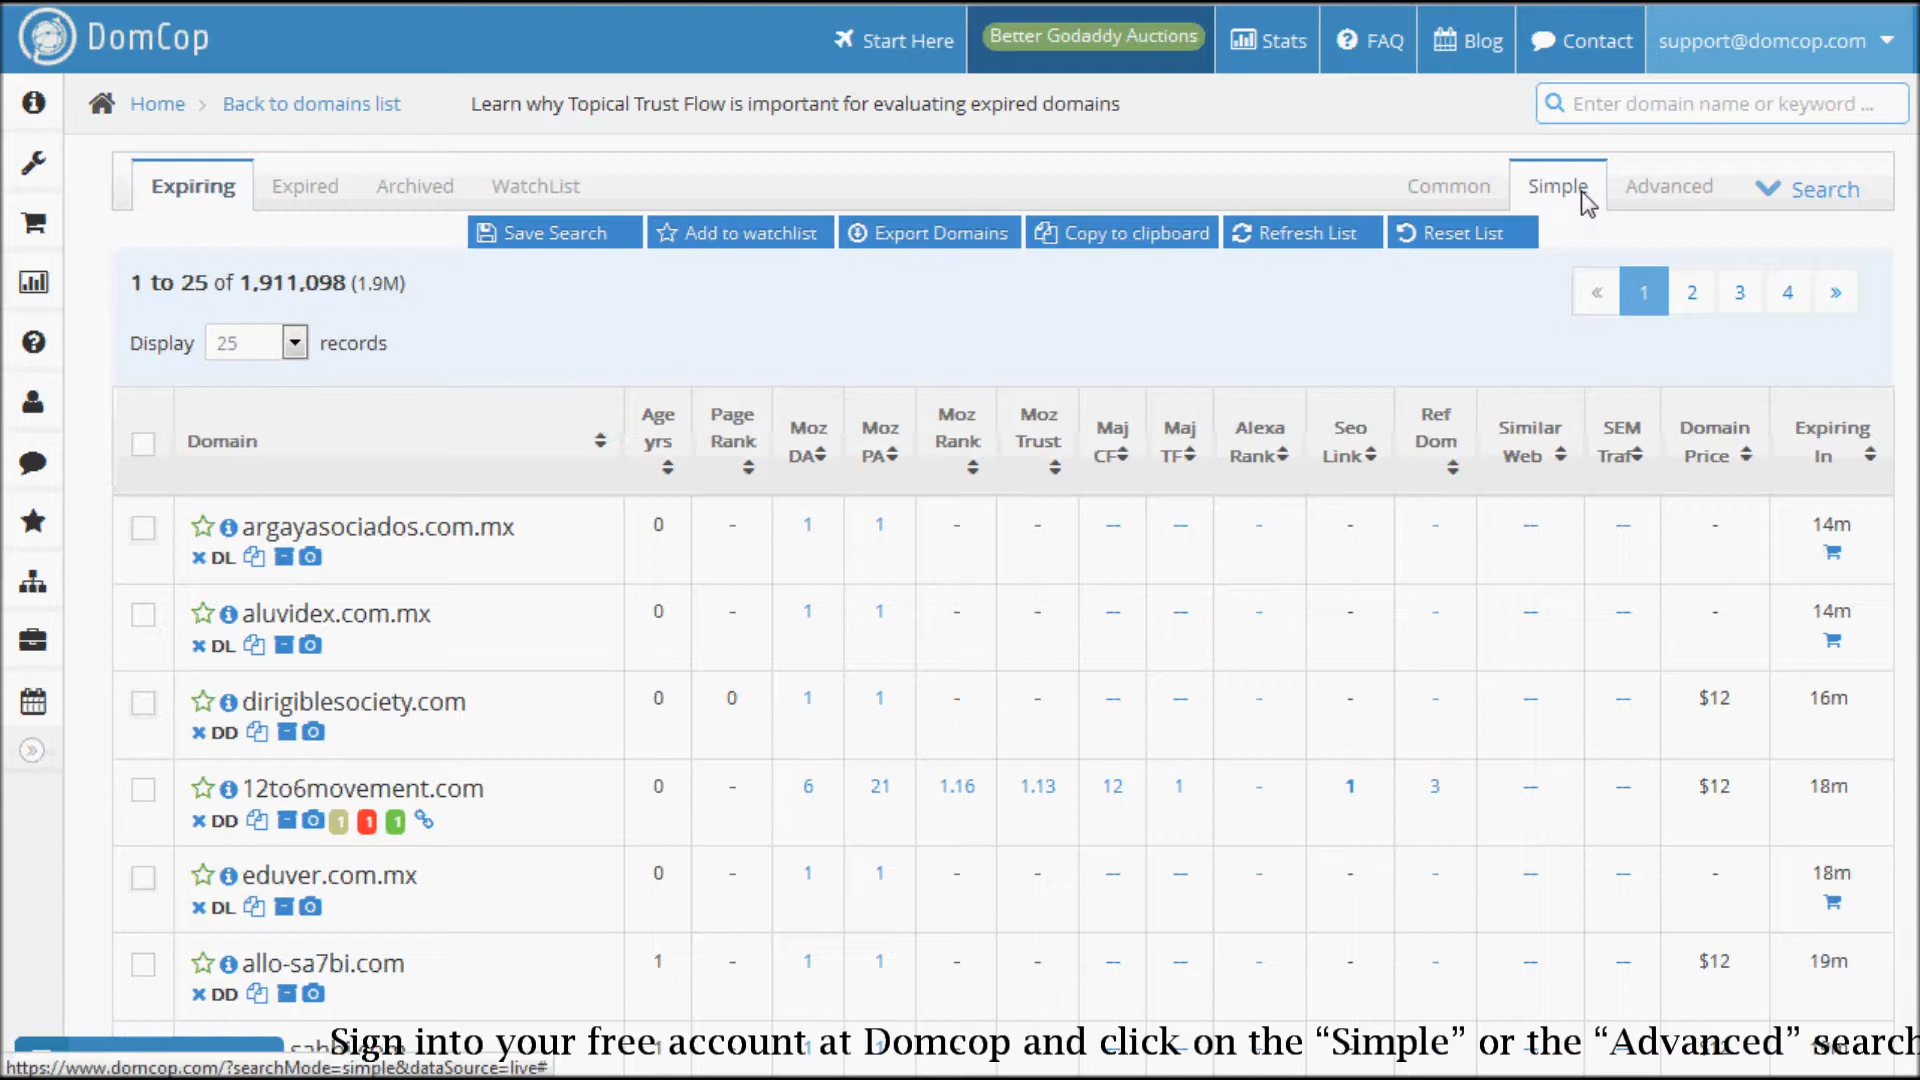 DomCop
Start Here
Better Godaddy Auctions
Stats
FAQ
Blog
Contact
support@domcop.com
Home
Back to domains list
Learn why Topical Trust Flow is important for evaluating expired domains
Enter domain name or keyword ...
Expiring
Expired
Archived
WatchList
Common
Simple
Advanced
Search
Save Search
Add to watchlist
Export Domains
Copy to clipboard
Refresh List
Reset List
1 to 25 of 1,911,098 (1.9M)
« 1 2 3 4 »
Display 25 records
Domain
Age yrs
Page Rank
Moz DA
Moz PA
Moz Rank
Moz Trust
Maj CF
Maj TF
Alexa Rank
Seo Link
Ref Dom
Similar Web
SEM Traf
Domain Price
Expiring In
argayasociados.com.mx 0 - 1 1 - - -- -- - - - -- -- - 14m
DL
aluvidex.com.mx 0 - 1 1 - - -- -- - - - -- -- - 14m
DL
dirigiblesociety.com 0 0 1 1 - - -- -- - - - -- -- $12 16m
DD
12to6movement.com 0 - 6 21 1.16 1.13 12 1 - 1 3 -- -- $12 18m
DD 1 1 1
eduver.com.mx 0 - 1 1 - - -- -- - - - -- -- - 18m
DL
allo-sa7bi.com 1 - 1 1 - - -- -- - - - -- -- $12 19m
DD
Sign into your free account at Domcop and click on the “Simple” or the “Advanced” search
https://www.domcop.com/?searchMode=simple&dataSource=live#